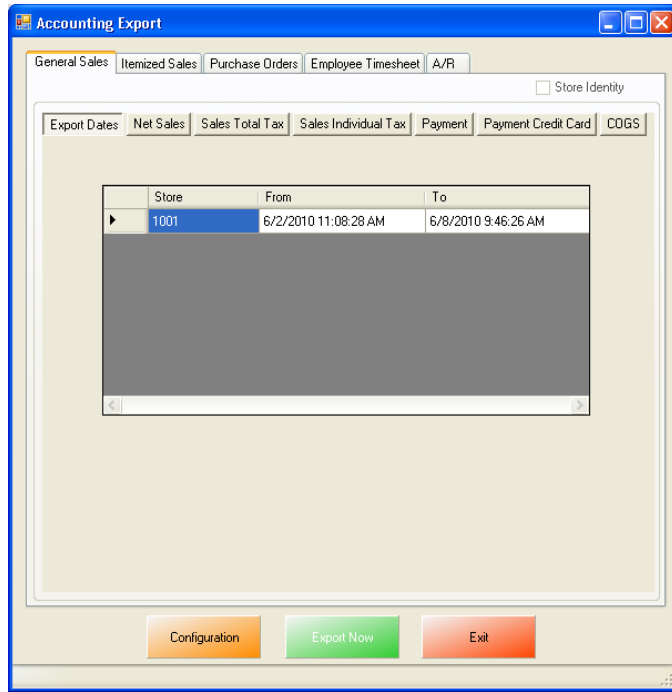 Accounting Export
General Sales Itemized Sales Purchase Orders Employee Timesheet A/R
Store Identity
Export Dates Net Sales Sales Total Tax Sales Individual Tax Payment Payment Credit Card COGS
Store From To
1001 6/2/2010 11:08:28 AM 6/8/2010 9:46:26 AM
Configuration Export Now Exit